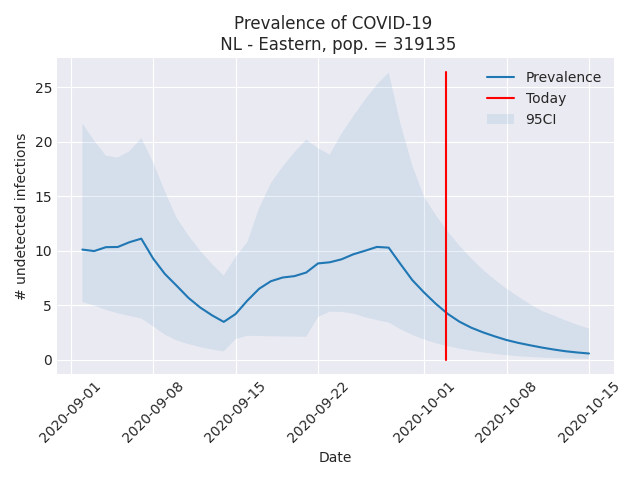 Prevalence of COVID-19
NL - Eastern, pop. = 319135
Prevalence
Today
95CI
# undetected infections
25
20
15
10
5
0
2020-09-01
2020-09-08
2020-09-15
2020-09-22
2020-10-01
2020-10-08
2020-10-15
Date